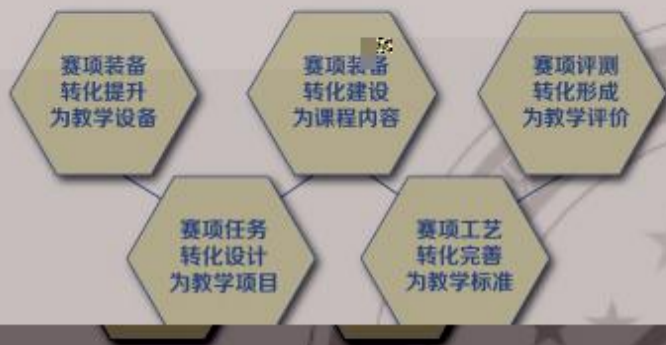 赛项装备
转化提升
为教学设备
赛项装备
转化建设
为课程内容
赛项评测
转化形成
为教学评价
赛项任务
转化设计
为教学项目
赛项工艺
转化完善
为教学标准